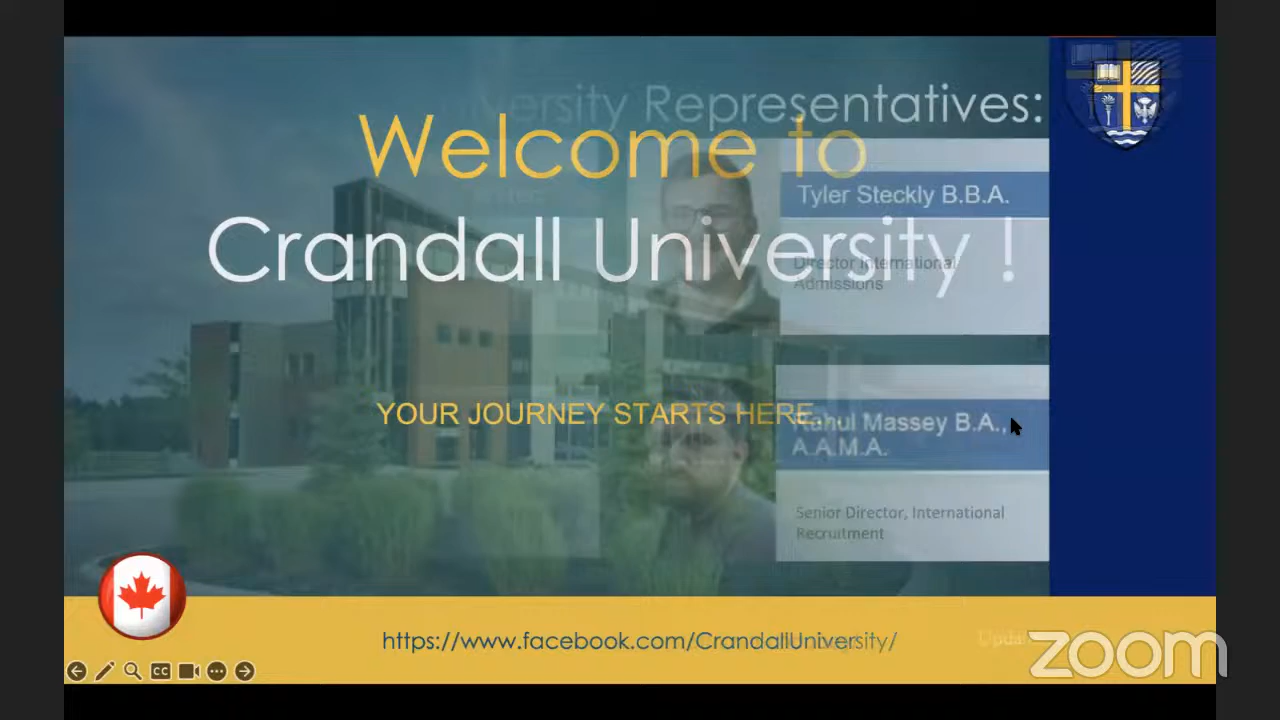 University Representatives:
Welcome to
Tyler Steckly B.B.A.
Crandall University !
Director International
Admissions
YOUR JOURNEY STARTS HERE...
Rahul Massey B.A.,
A.A.M.A.
Senior Director, International
Recruitment
https://www.facebook.com/CrandallUniversity/
zoom
CC